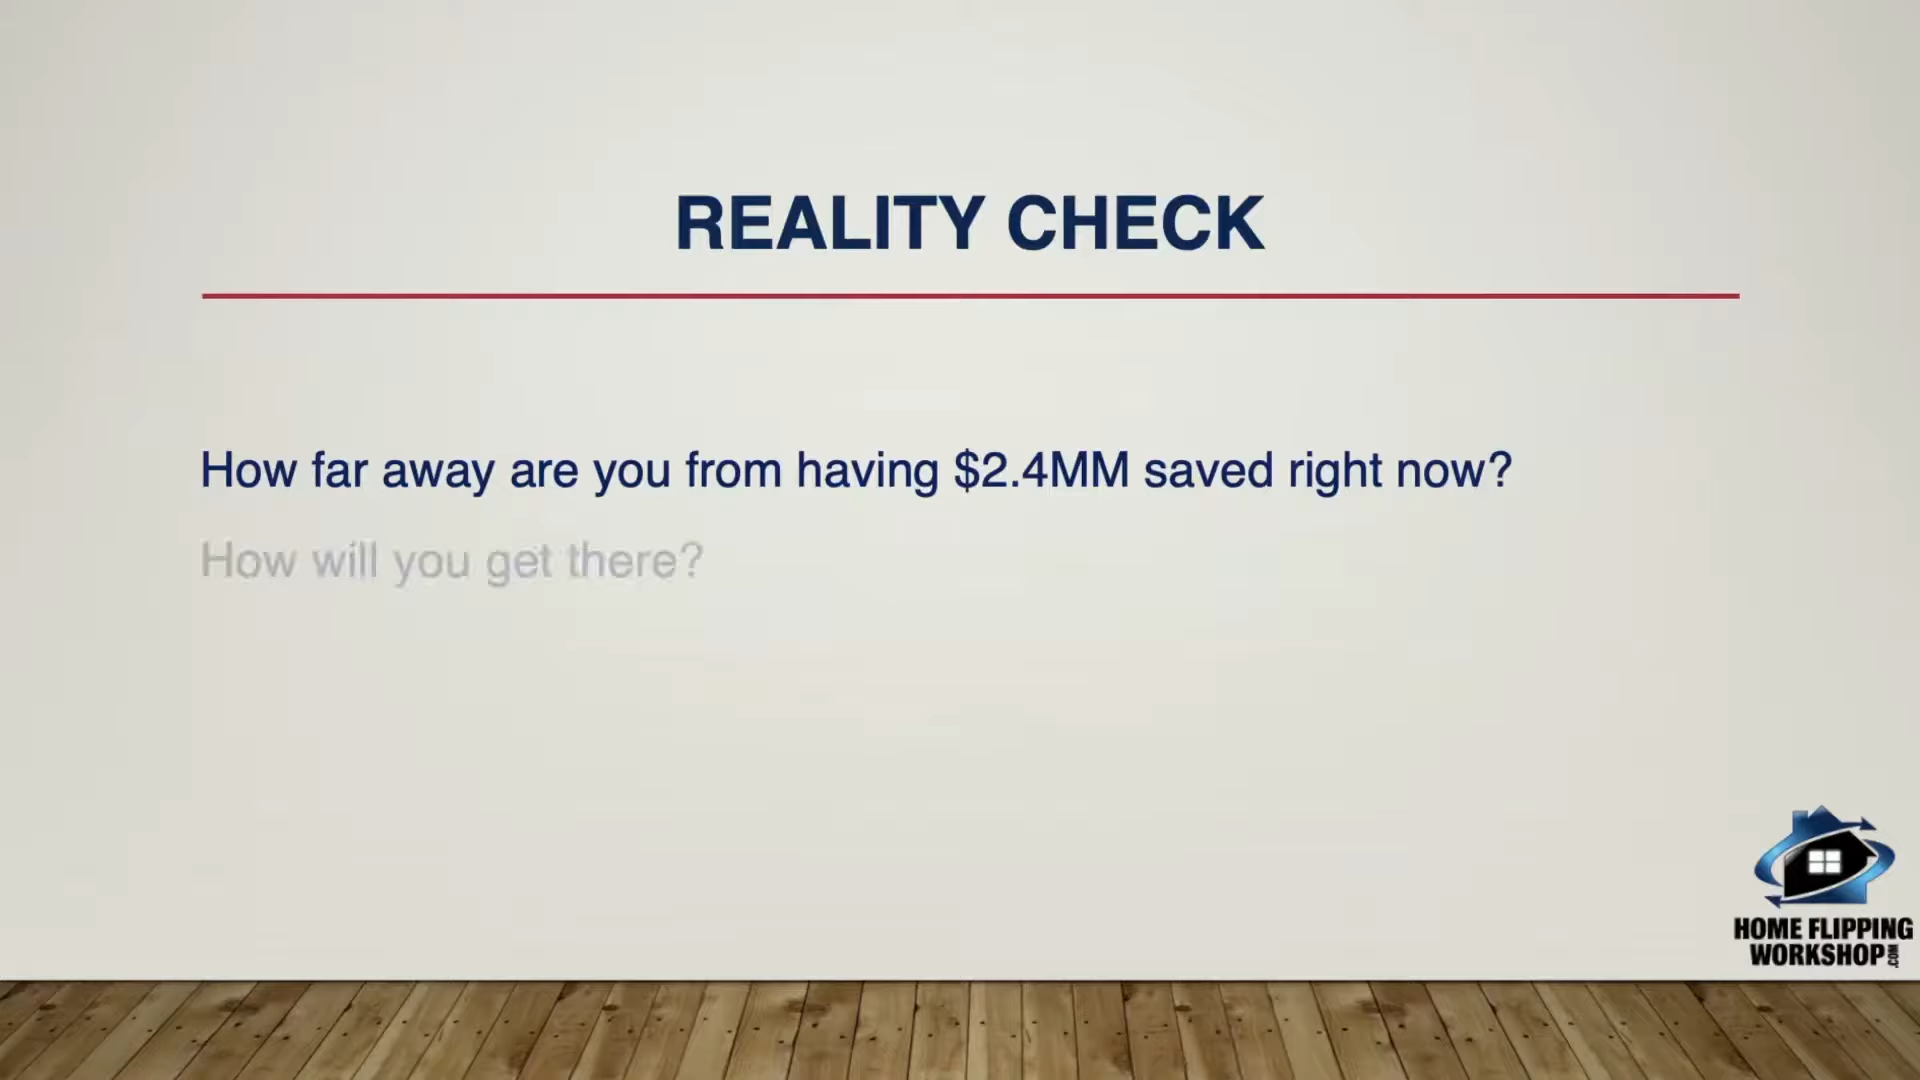 REALITY CHECK
How far away are you from having $2.4MM saved right now?
How will you get there?
HOME FLIPPING
WORKSHOP.COM